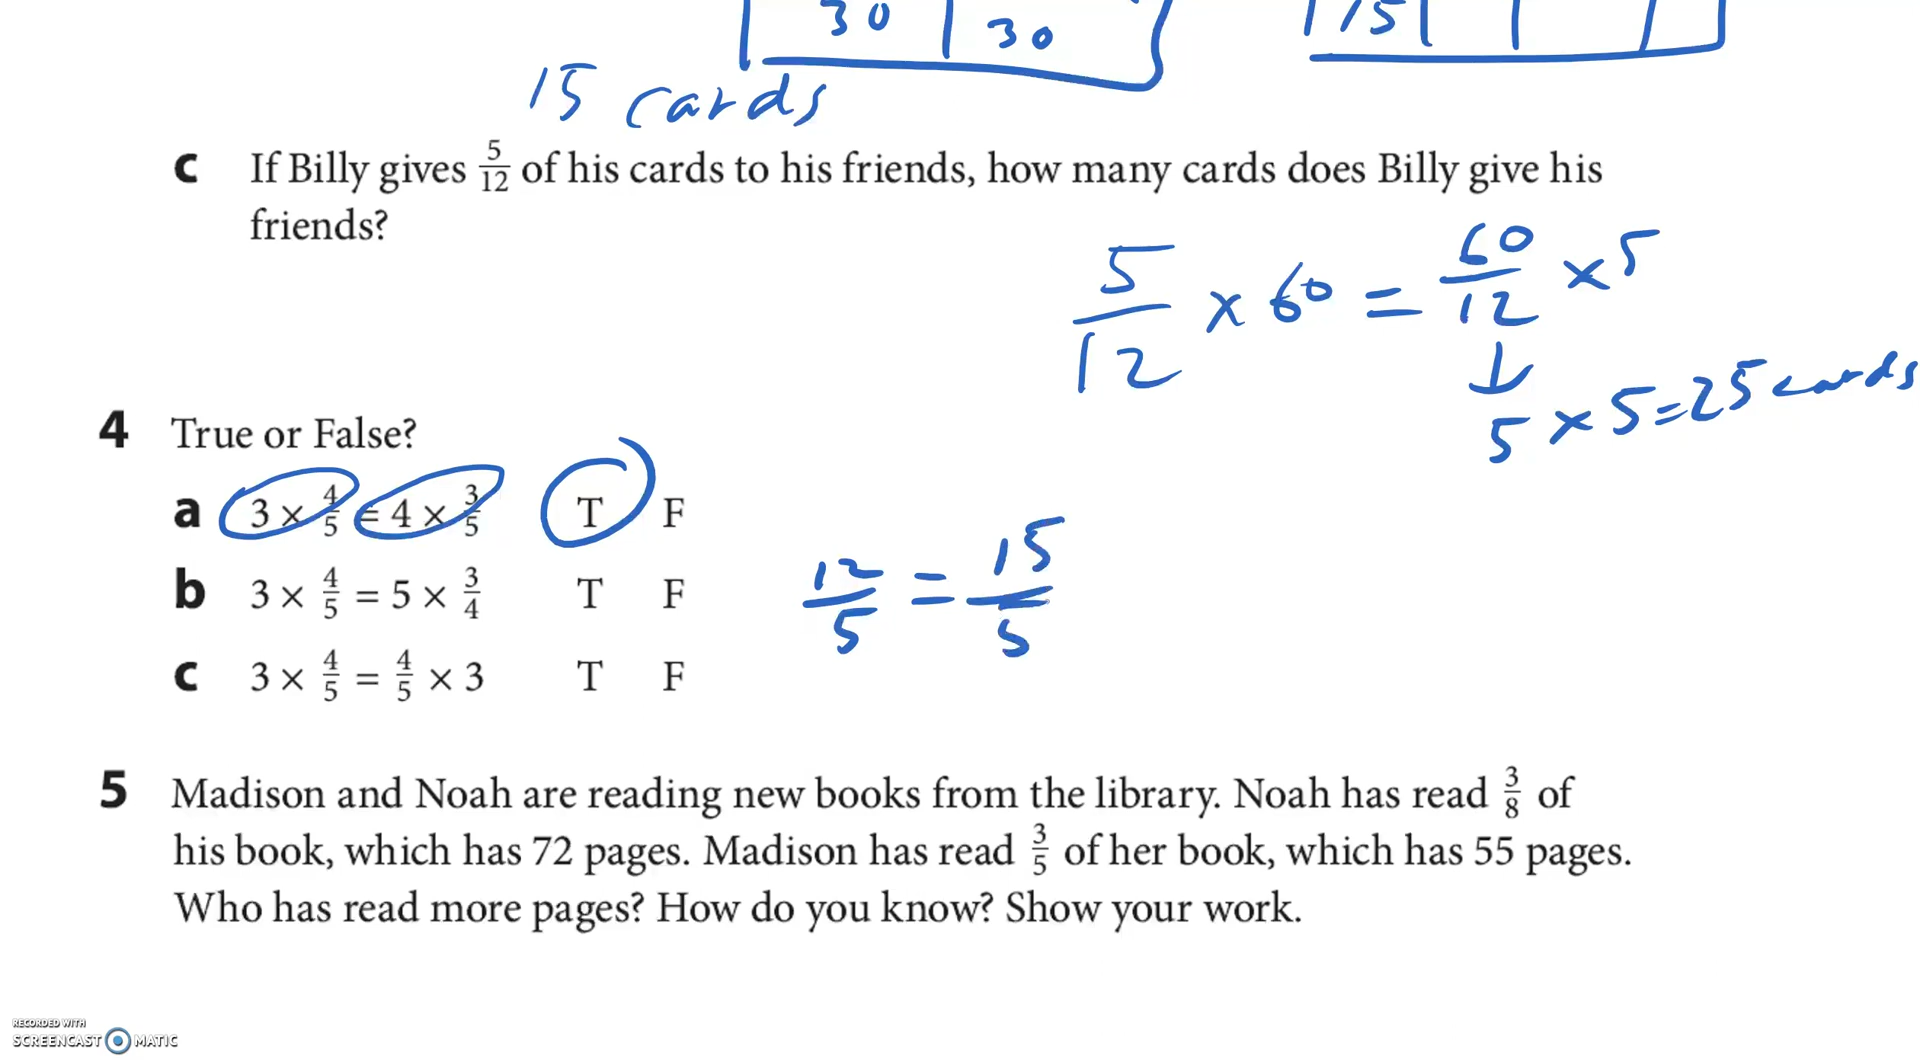 30 | 30
15
15 cards
c If Billy gives 5/12 of his cards to his friends, how many cards does Billy give his
friends?
5/12 × 60 = 60/12 × 5
↓
5 × 5 = 25 cards
4 True or False?
a 3 × 4/5 = 4 × 3/5 T F
b 3 × 4/5 = 5 × 3/4 T F
12/5 = 15/5
c 3 × 4/5 = 4/5 × 3 T F
5 Madison and Noah are reading new books from the library. Noah has read 3/8 of
his book, which has 72 pages. Madison has read 3/5 of her book, which has 55 pages.
Who has read more pages? How do you know? Show your work.
RECORDED WITH
SCREENCAST MATIC